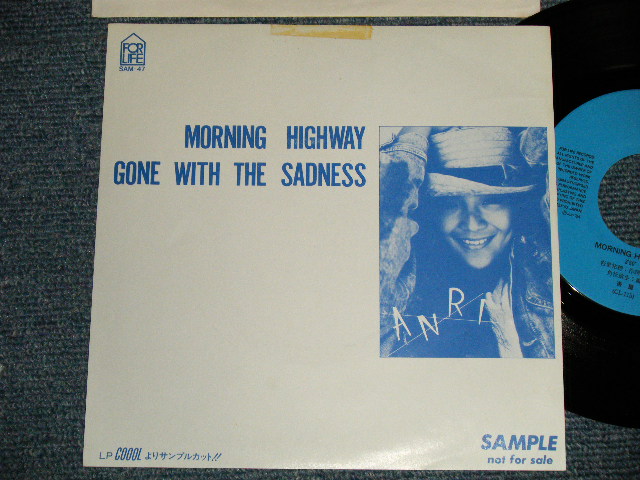 FOR
LIFE
SAM-47
MORNING HIGHWAY
GONE WITH THE SADNESS
ANRI
LP COOOL よりサンプルカット!!
SAMPLE
not for sale
MORNING H